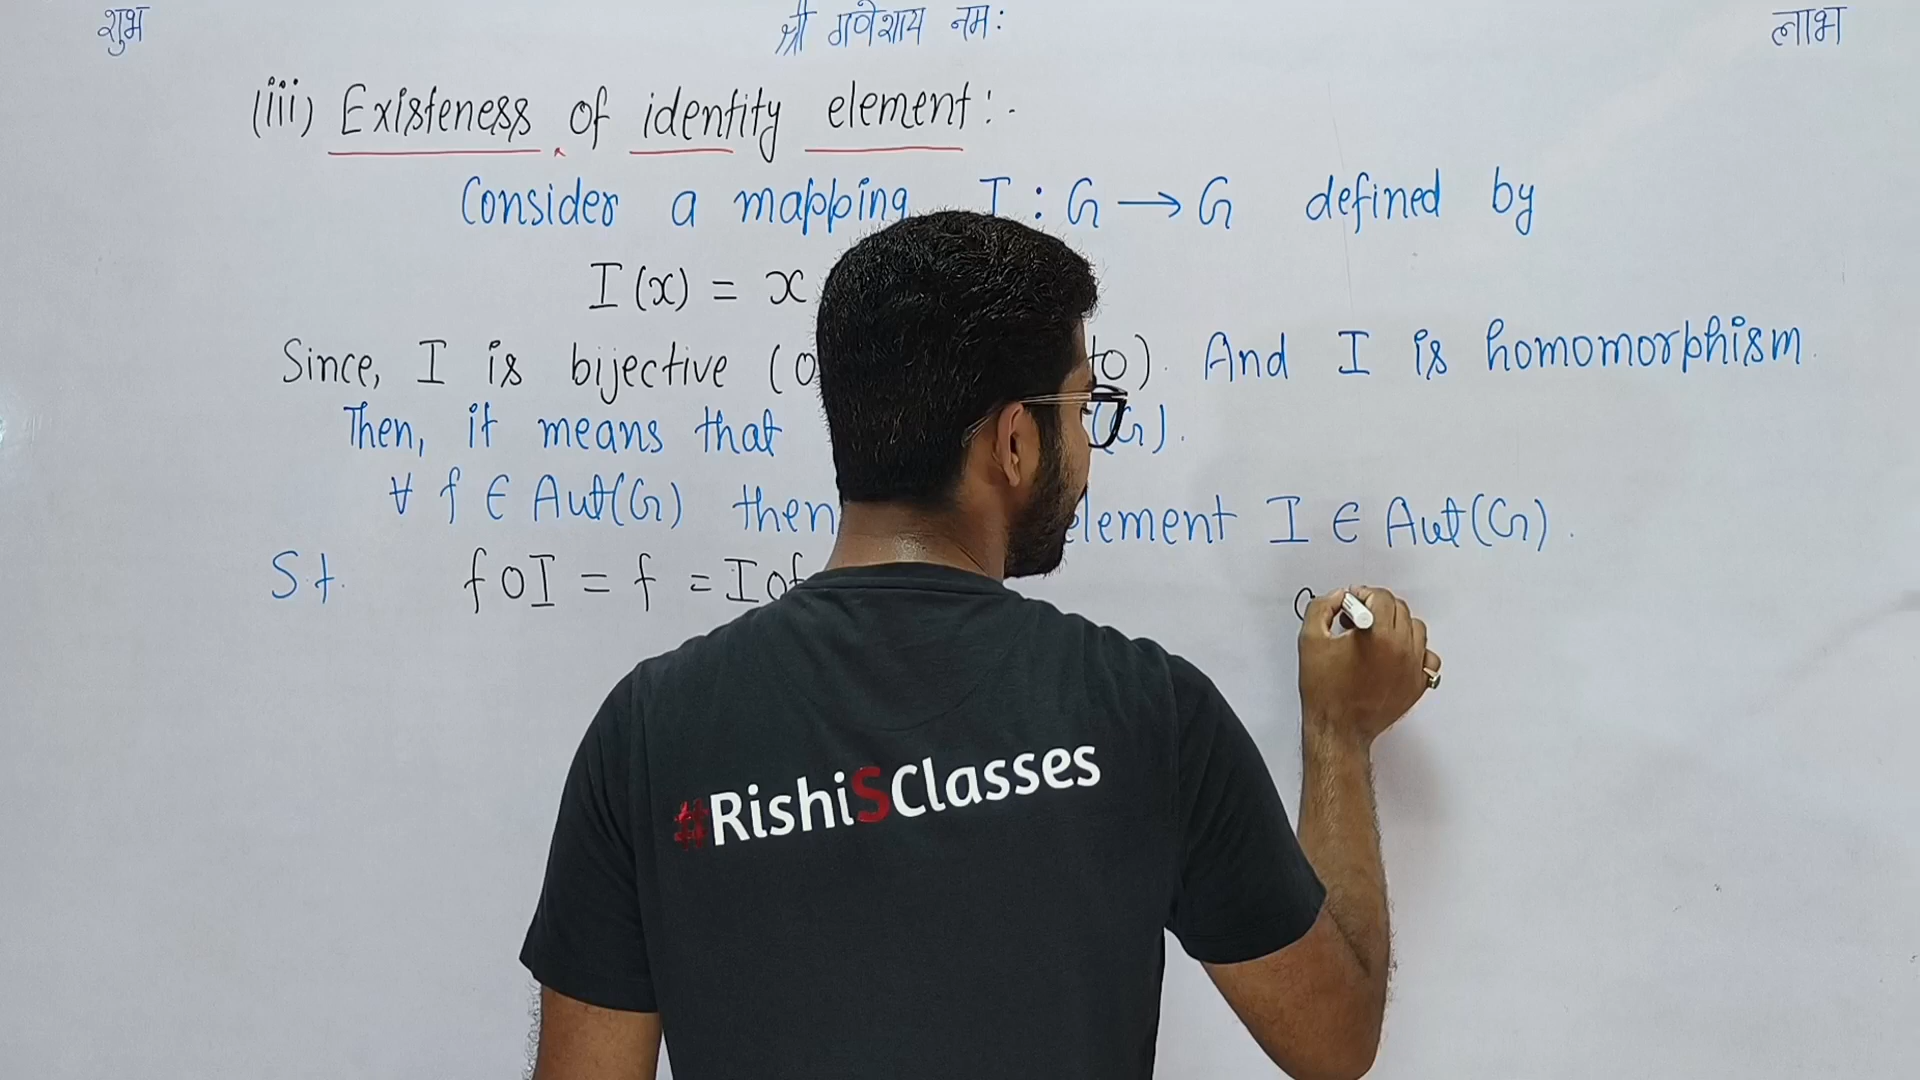 शुभ श्री गणेशाय नमः लाभ
(iii) Existeness of identity element:-
Consider a mapping I : G → G defined by
I(x) = x
Since, I is bijective ( to). And I is homomorphism.
Then, it means that (G).
∀ f ∈ Aut(G) then element I ∈ Aut(G).
S.t. foI = f = Iof
#RishiSClasses